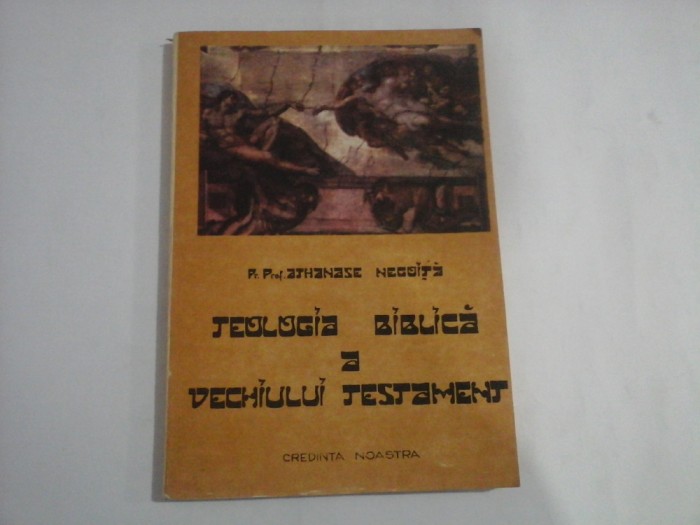 Pr. Prof. ATHANASE NEGOIȚĂ
TEOLOGIA BIBLICĂ
a
VECHIULUI TESTAMENT
CREDINTA NOASTRA